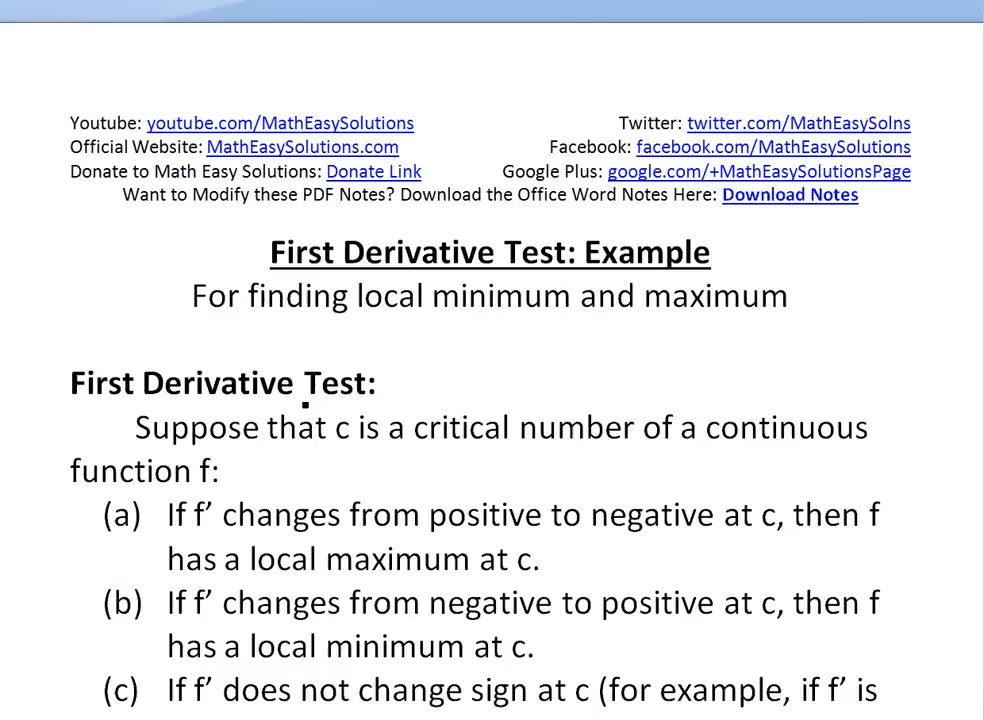 Youtube: youtube.com/MathEasySolutions Twitter: twitter.com/MathEasySolns
Official Website: MathEasySolutions.com Facebook: facebook.com/MathEasySolutions
Donate to Math Easy Solutions: Donate Link Google Plus: google.com/+MathEasySolutionsPage
Want to Modify these PDF Notes? Download the Office Word Notes Here: Download Notes
First Derivative Test: Example
For finding local minimum and maximum
First Derivative Test:
Suppose that c is a critical number of a continuous
function f:
(a) If f’ changes from positive to negative at c, then f
has a local maximum at c.
(b) If f’ changes from negative to positive at c, then f
has a local minimum at c.
(c) If f’ does not change sign at c (for example, if f’ is